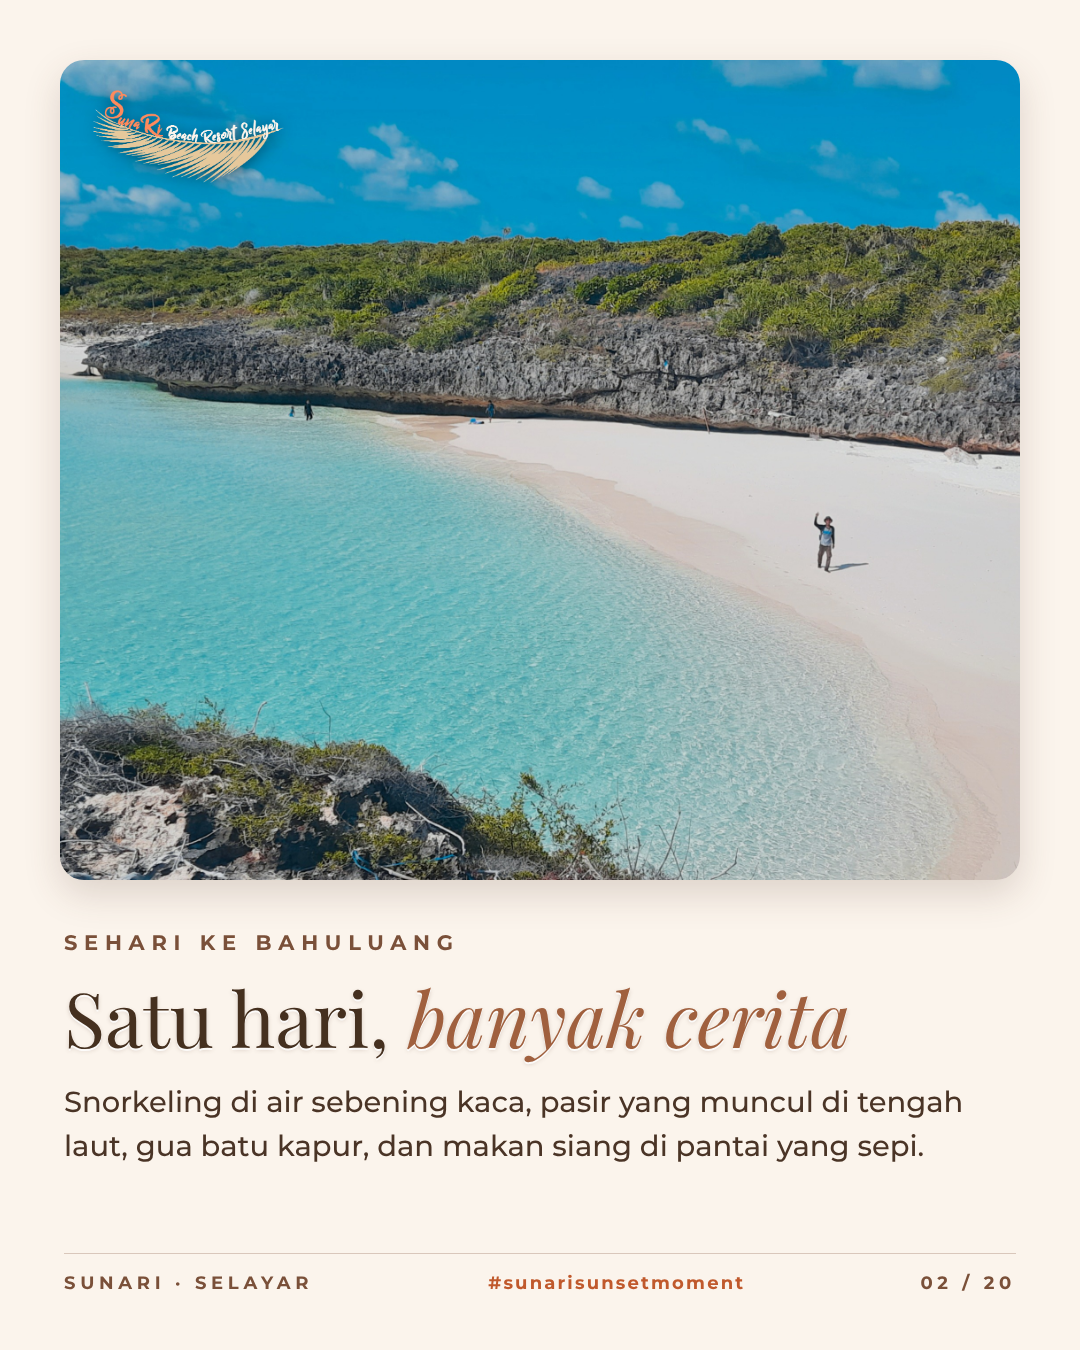 SunaRi Beach Resort Selayar
SEHARI KE BAHULUANG
Satu hari, banyak cerita
Snorkeling di air sebening kaca, pasir yang muncul di tengah
laut, gua batu kapur, dan makan siang di pantai yang sepi.
SUNARI · SELAYAR
#sunarisunsetmoment
02 / 20